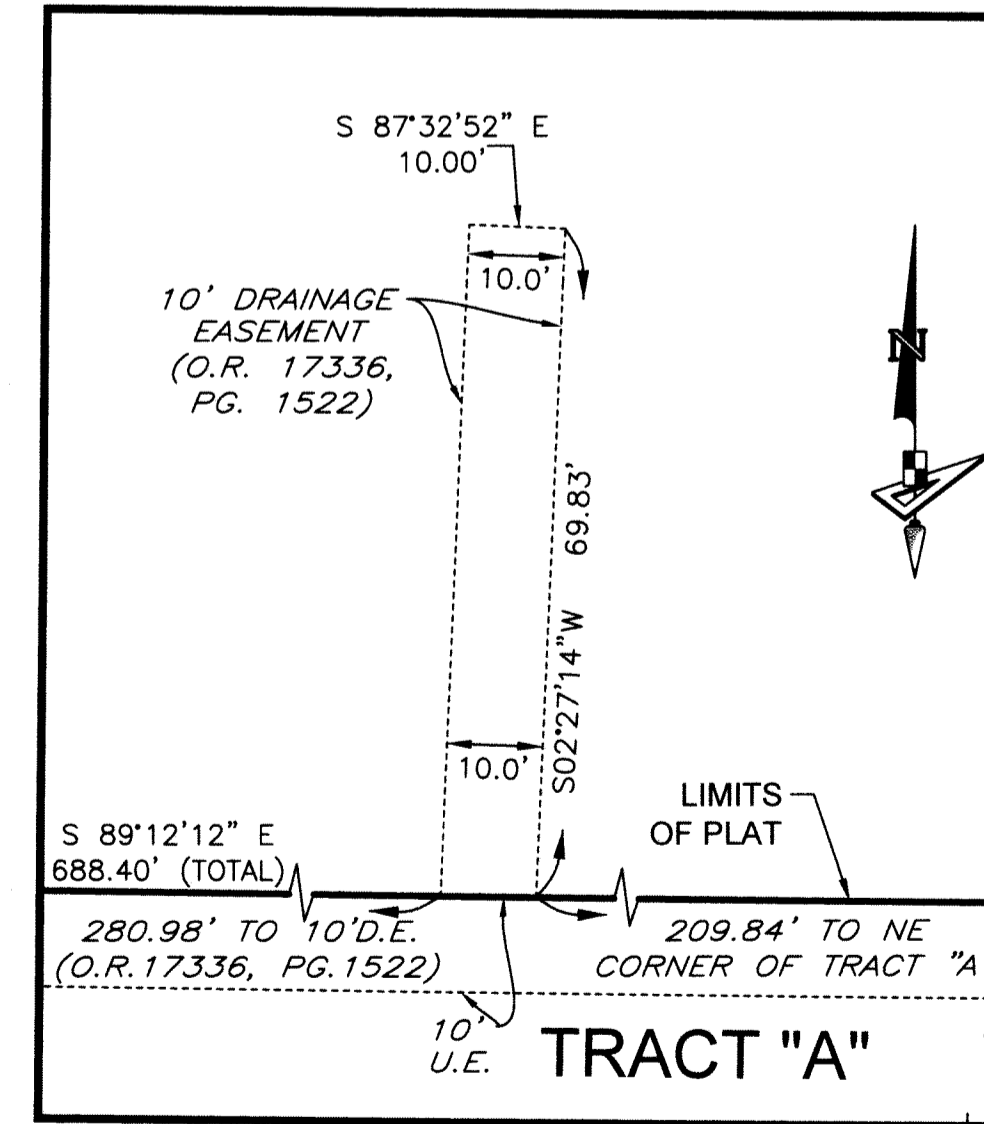 S 87°32'52" E
10.00'
10.0'
10' DRAINAGE
EASEMENT
(O.R. 17336,
PG. 1522)
N
69.83'
S02°27'14"W
10.0'
LIMITS
OF PLAT
S 89°12'12" E
688.40' (TOTAL)
280.98' TO 10'D.E.
(O.R.17336, PG.1522)
209.84' TO NE
CORNER OF TRACT "A
10'
U.E.
TRACT "A"